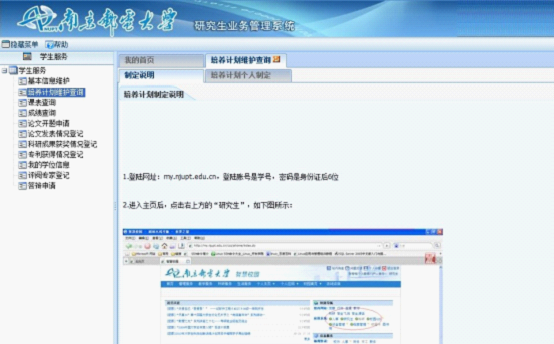 南京邮电大学 研究生业务管理系统
隐藏菜单 帮助
学生服务
我的首页 培养计划维护查询
制定说明 培养计划个人制定
培养计划制定说明
学生服务
基本信息维护
培养计划维护查询
课表查询
成绩查询
论文开题申请
论文发表情况登记
科研成果获奖情况登记
专利获得情况登记
我的学位信息
评阅专家登记
答辩申请
1.登陆网址：my.njupt.edu.cn，登陆账号是学号，密码是身份证后6位
2.进入主页后，点击右上方的“研究生”，如下图所示：
南京邮电大学 智慧校园